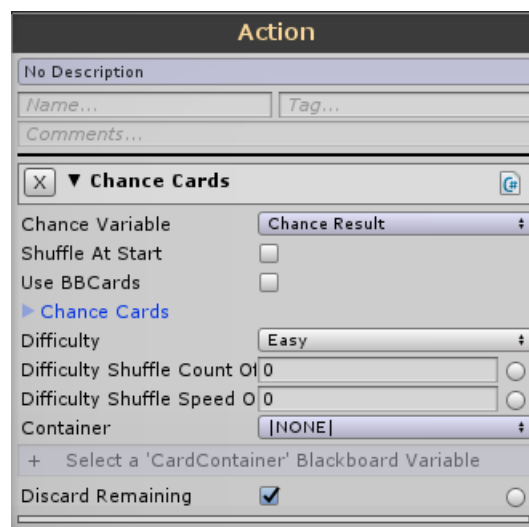 Action
No Description
Name... Tag...
Comments...
X ▼ Chance Cards C#
Chance Variable Chance Result
Shuffle At Start
Use BBCards
▶ Chance Cards
Difficulty Easy
Difficulty Shuffle Count Of 0
Difficulty Shuffle Speed O 0
Container |NONE|
+ Select a 'CardContainer' Blackboard Variable
Discard Remaining